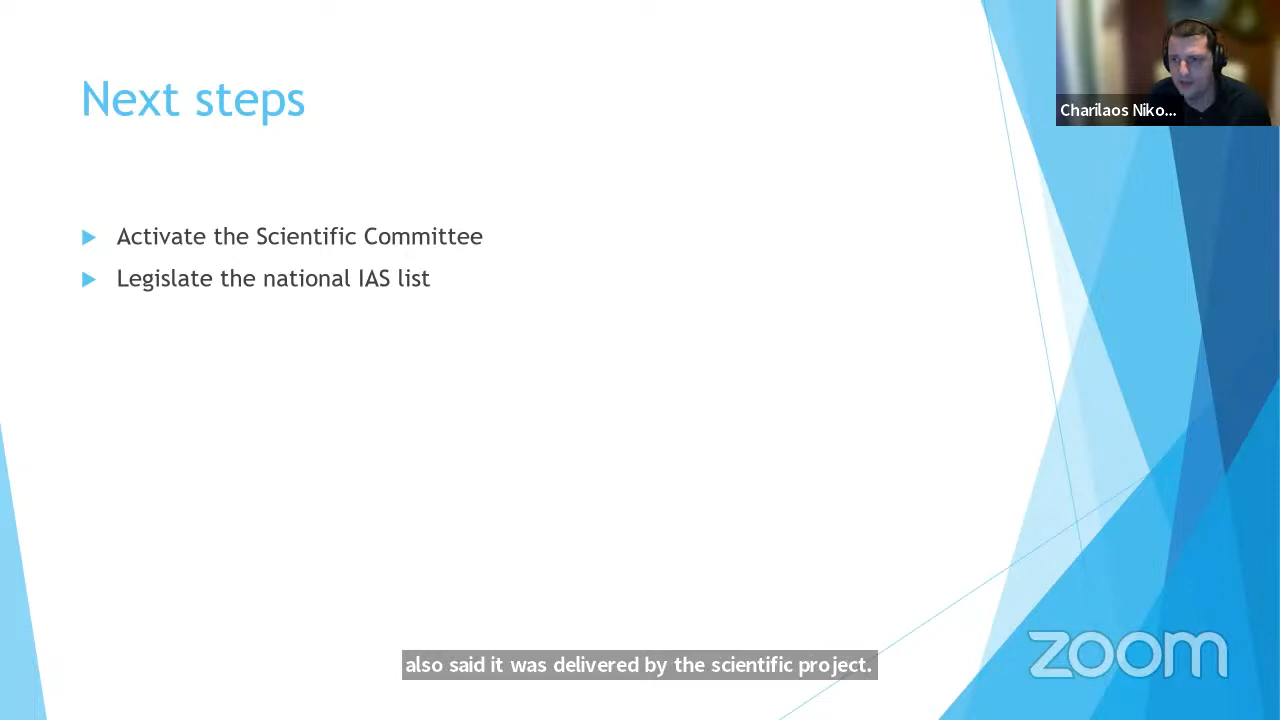 Next steps
Charilaos Niko...
Activate the Scientific Committee
Legislate the national IAS list
also said it was delivered by the scientific project.
zoom